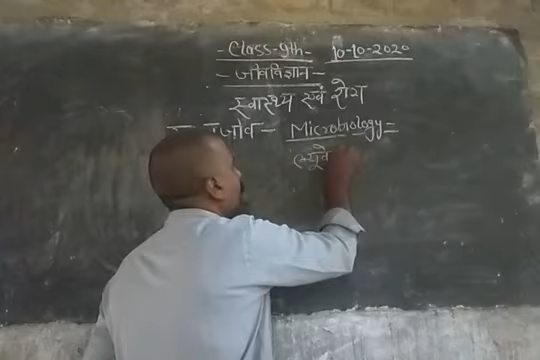 - Class-9th- 10-10-2020
- जीवविज्ञान -
स्वास्थ्य एवं रोग
जीव - Microbiology =